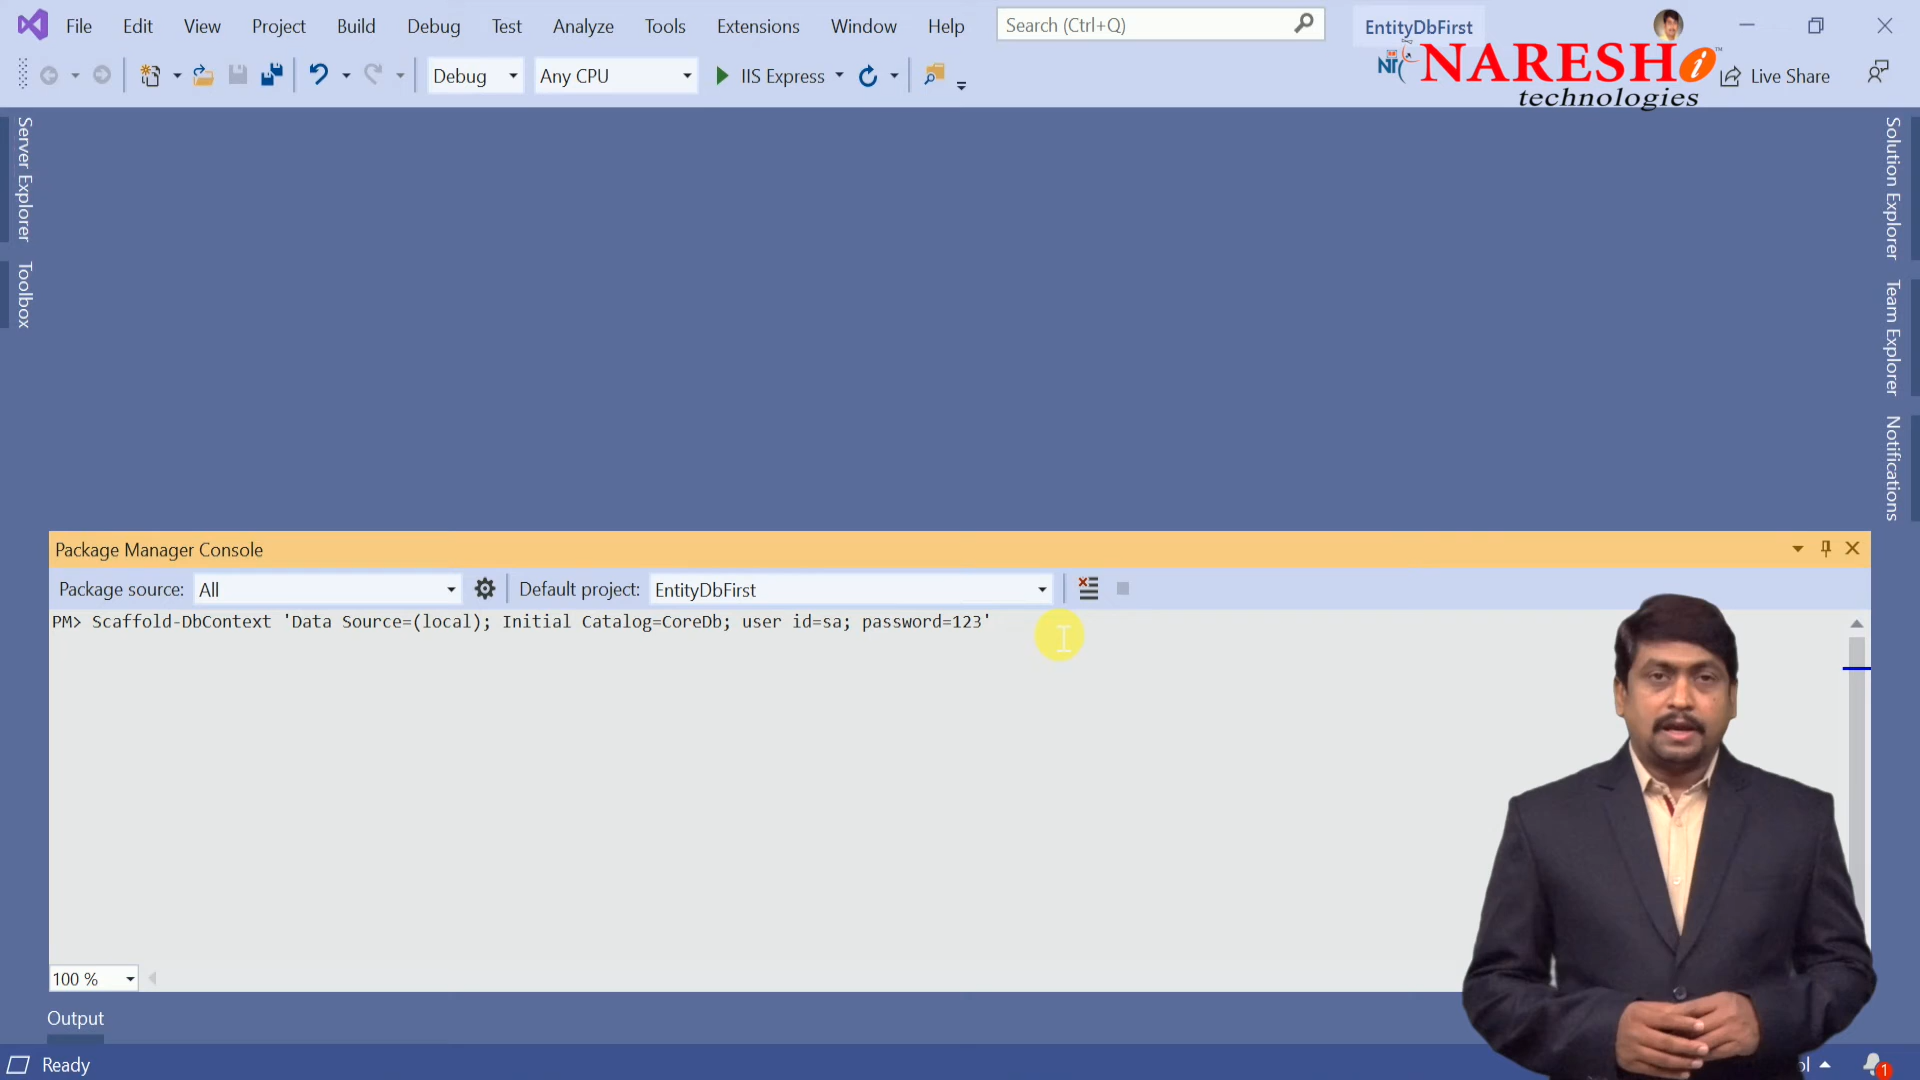 File Edit View Project Build Debug Test Analyze Tools Extensions Window Help Search (Ctrl+Q) EntityDbFirst
Debug Any CPU IIS Express Live Share
NT NARESH i
technologies
Server Explorer
Toolbox
Solution Explorer
Team Explorer
Notifications
Package Manager Console
Package source: All Default project: EntityDbFirst
PM> Scaffold-DbContext 'Data Source=(local); Initial Catalog=CoreDb; user id=sa; password=123'
100 %
Output
Ready
1